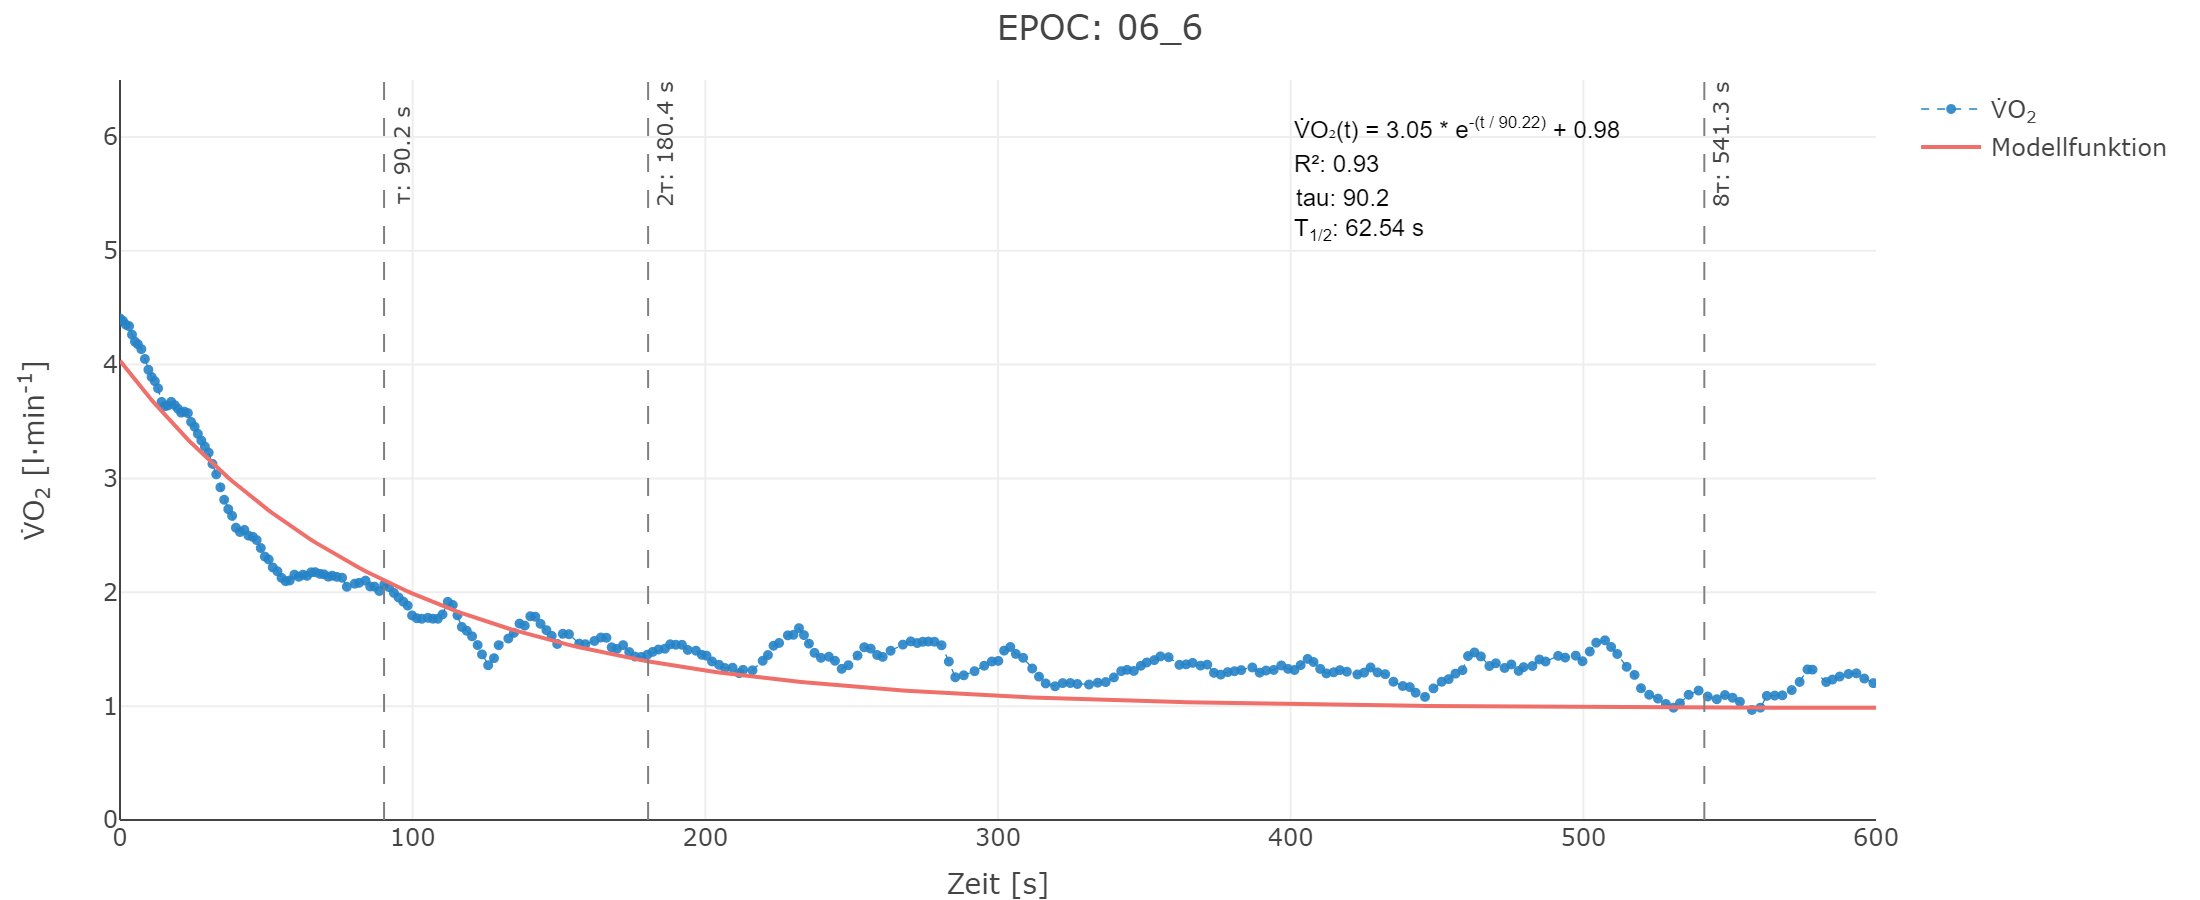 EPOC: 06_6
V̇O₂
Modellfunktion
V̇O₂(t) = 3.05 * e^-(t / 90.22) + 0.98
R²: 0.93
tau: 90.2
T₁/₂: 62.54 s
τ: 90.2 s
2τ: 180.4 s
8τ: 541.3 s
V̇O₂ [l·min⁻¹]
6
5
4
3
2
1
0
0 100 200 300 400 500 600
Zeit [s]